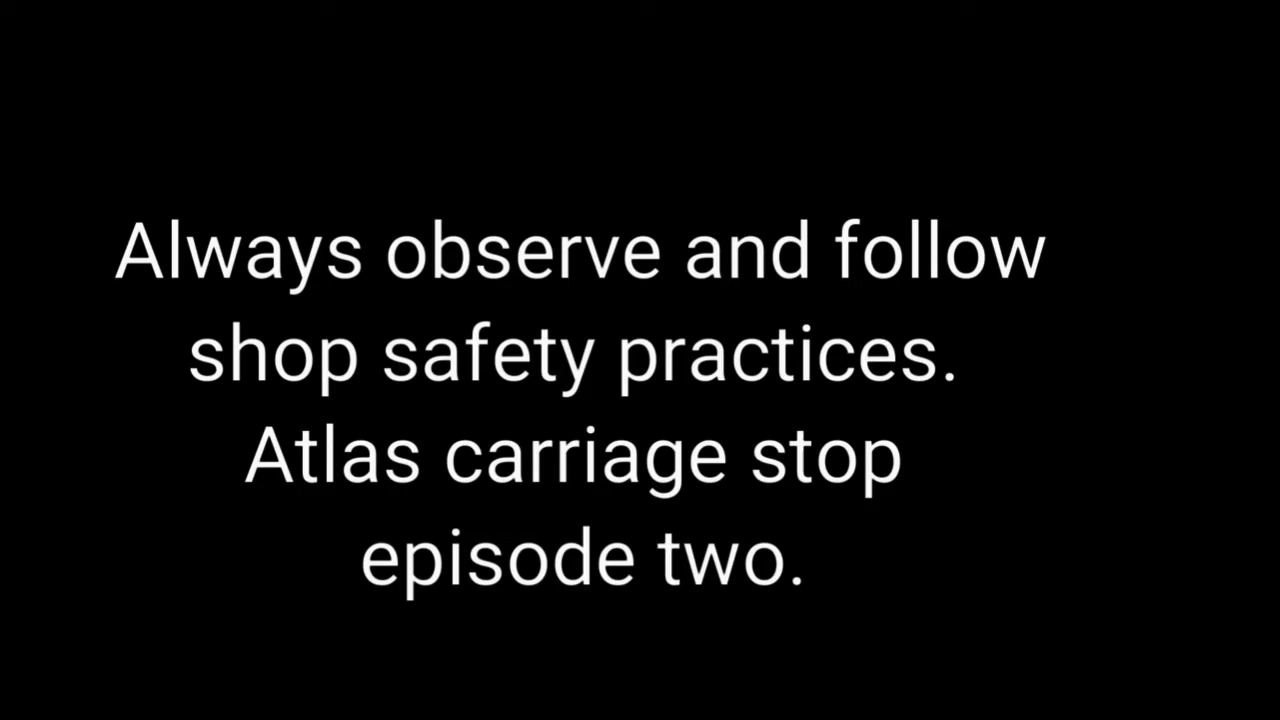 Always observe and follow
shop safety practices.
Atlas carriage stop
episode two.